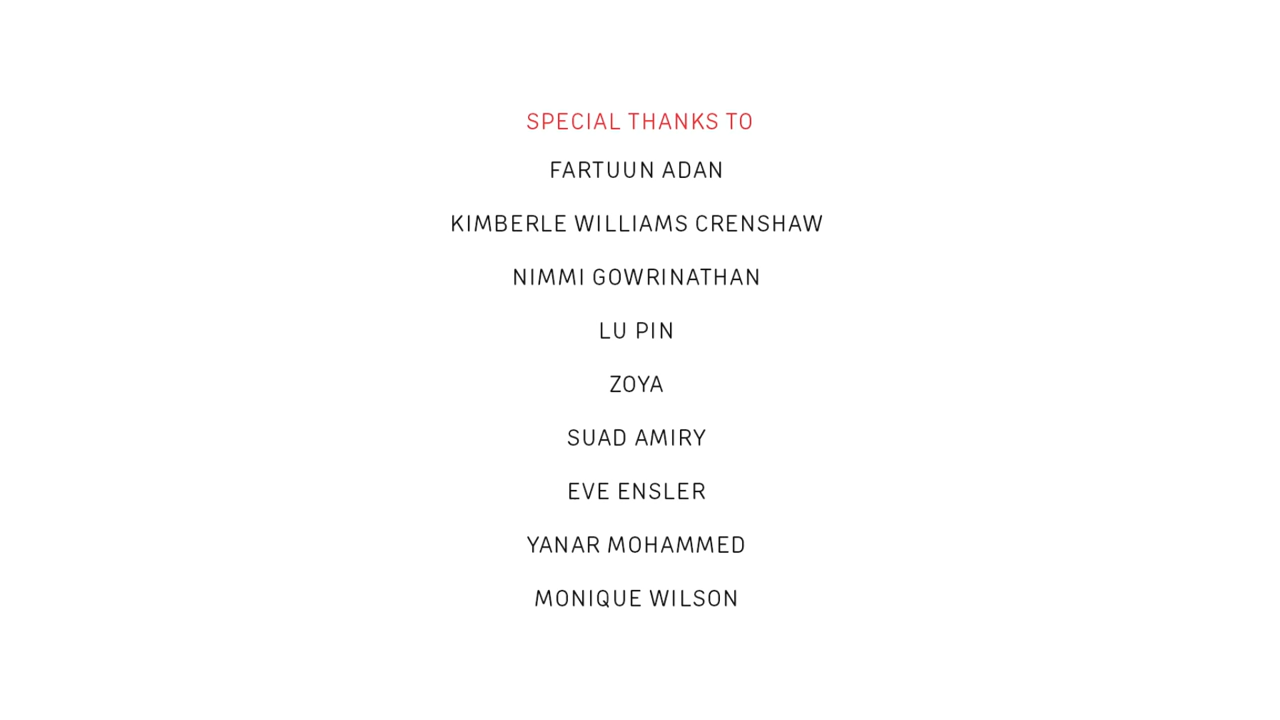 SPECIAL THANKS TO
FARTUUN ADAN
KIMBERLE WILLIAMS CRENSHAW
NIMMI GOWRINATHAN
LU PIN
ZOYA
SUAD AMIRY
EVE ENSLER
YANAR MOHAMMED
MONIQUE WILSON